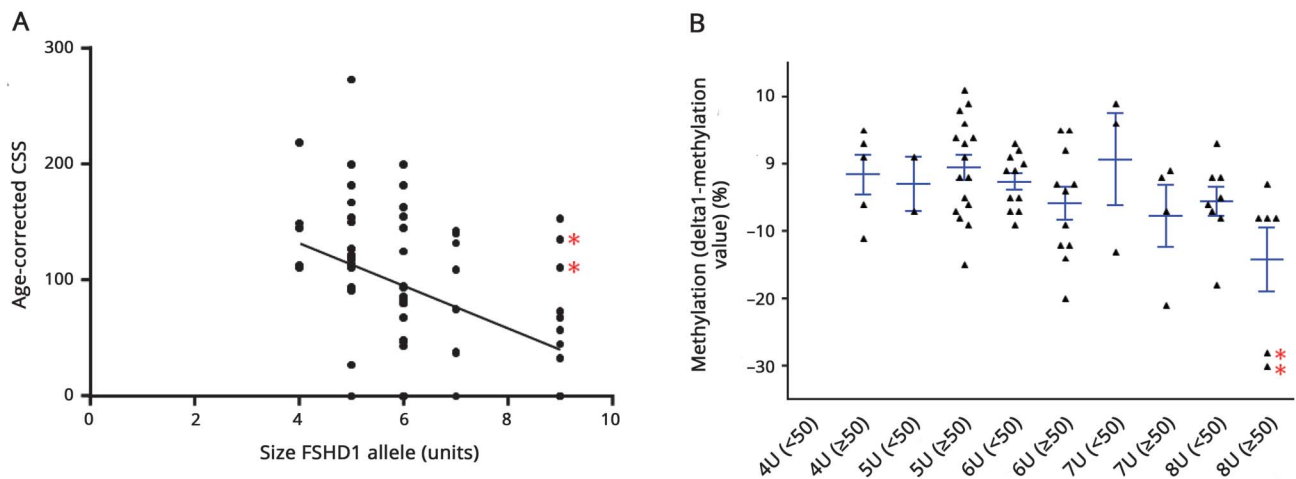 A
300
200
100
0
0
2
4
6
8
10
Age-corrected CSS
Size FSHD1 allele (units)
*
*
B
10
9
−10
−20
−30
Methylation (delta1-methylation
value) (%)
4U (<50)
4U (≥50)
5U (<50)
5U (≥50)
6U (<50)
6U (≥50)
7U (<50)
7U (≥50)
8U (<50)
8U (≥50)
*
*